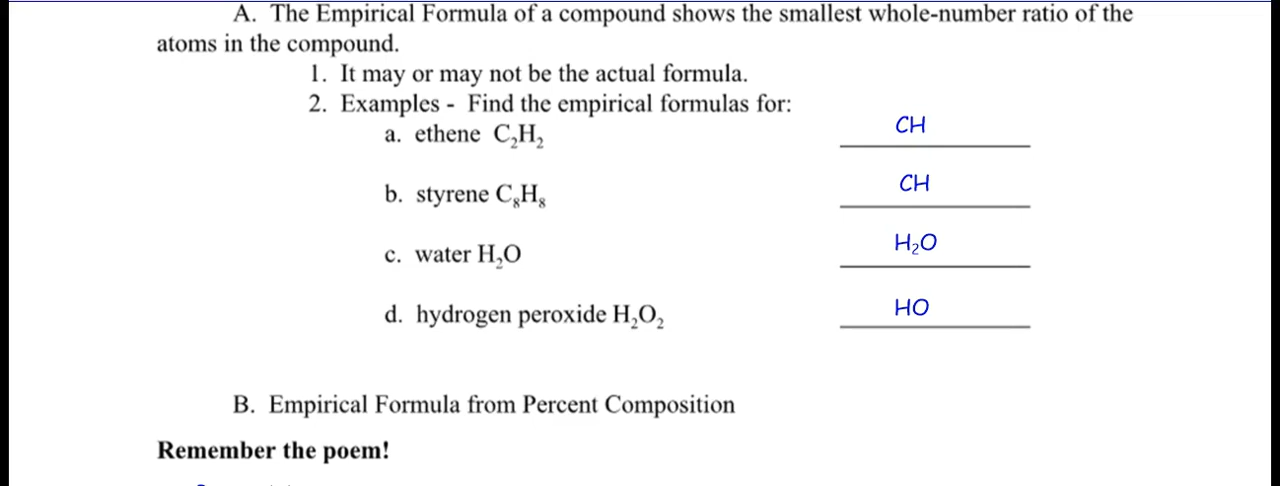 A. The Empirical Formula of a compound shows the smallest whole-number ratio of the
atoms in the compound.
1. It may or may not be the actual formula.
2. Examples - Find the empirical formulas for:
a. ethene C₂H₂ CH
b. styrene C₈H₈ CH
c. water H₂O H₂O
d. hydrogen peroxide H₂O₂ HO
B. Empirical Formula from Percent Composition
Remember the poem!